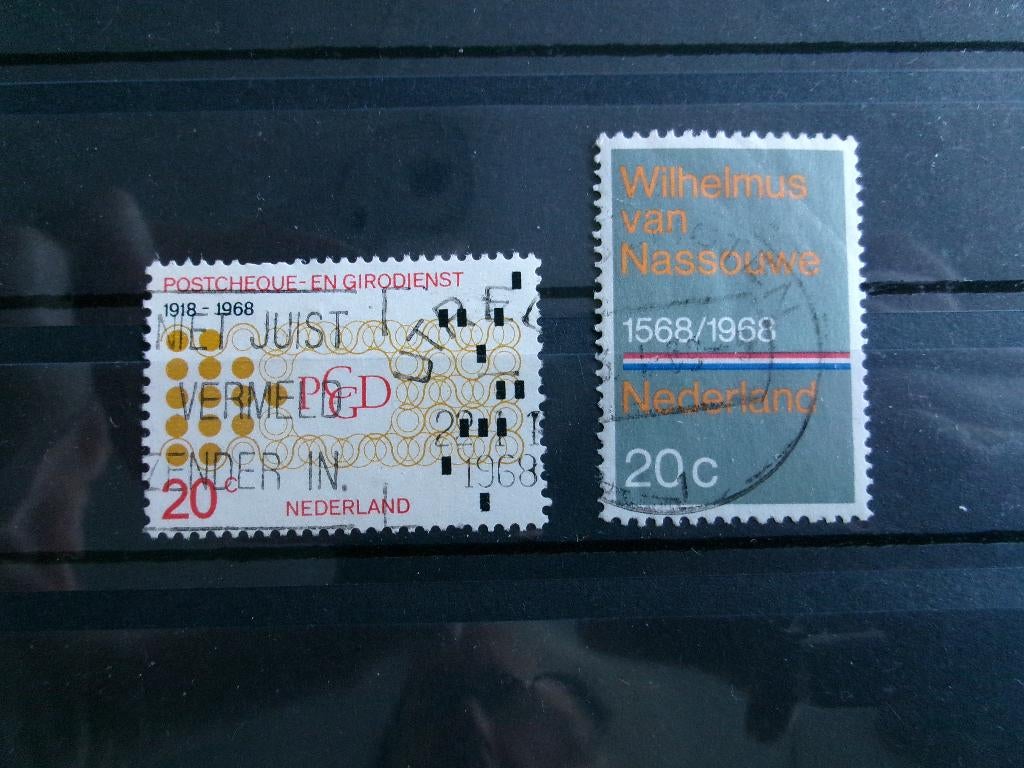 POSTCHEQUE-EN GIRODIENST
1918-1968
NIET JUIST
VERMELD
ZENDER IN.
PCGD
1968
20c
NEDERLAND
Wilhelmus
van
Nassouwe
1568/1968
Nederland
20c